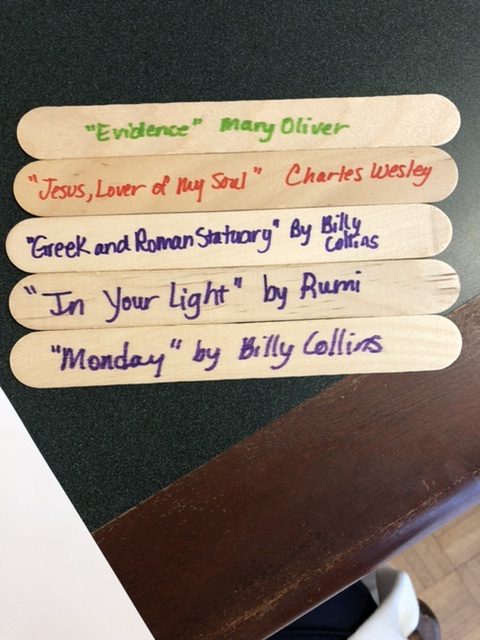 "Evidence" Mary Oliver
"Jesus, Lover of My Soul" Charles Wesley
"Greek and Roman Statuary" By Billy
Collins
"In Your Light" by Rumi
"Monday" by Billy Collins